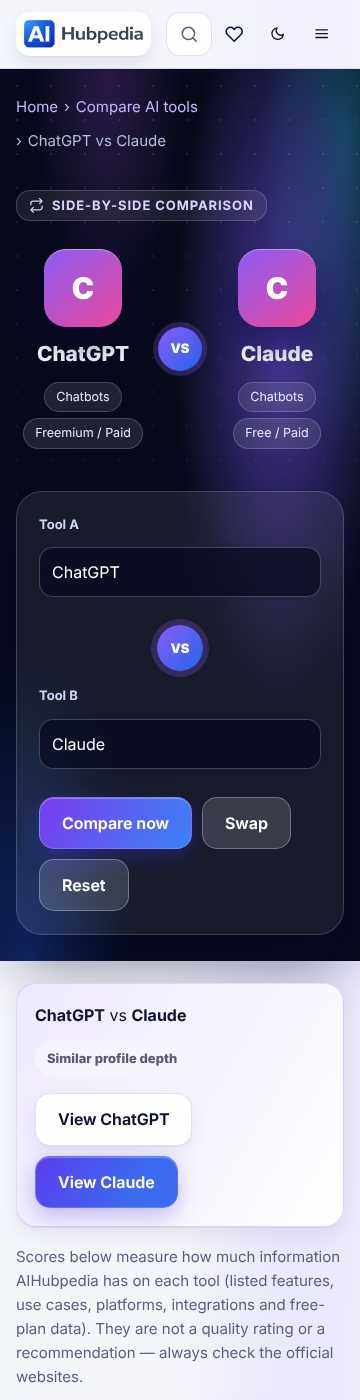 AI Hubpedia
Home › Compare AI tools
› ChatGPT vs Claude
SIDE-BY-SIDE COMPARISON
C
C
VS
ChatGPT
Claude
Chatbots
Chatbots
Freemium / Paid
Free / Paid
Tool A
ChatGPT
VS
Tool B
Claude
Compare now
Swap
Reset
ChatGPT vs Claude
Similar profile depth
View ChatGPT
View Claude
Scores below measure how much information
AIHubpedia has on each tool (listed features,
use cases, platforms, integrations and free-
plan data). They are not a quality rating or a
recommendation — always check the official
websites.